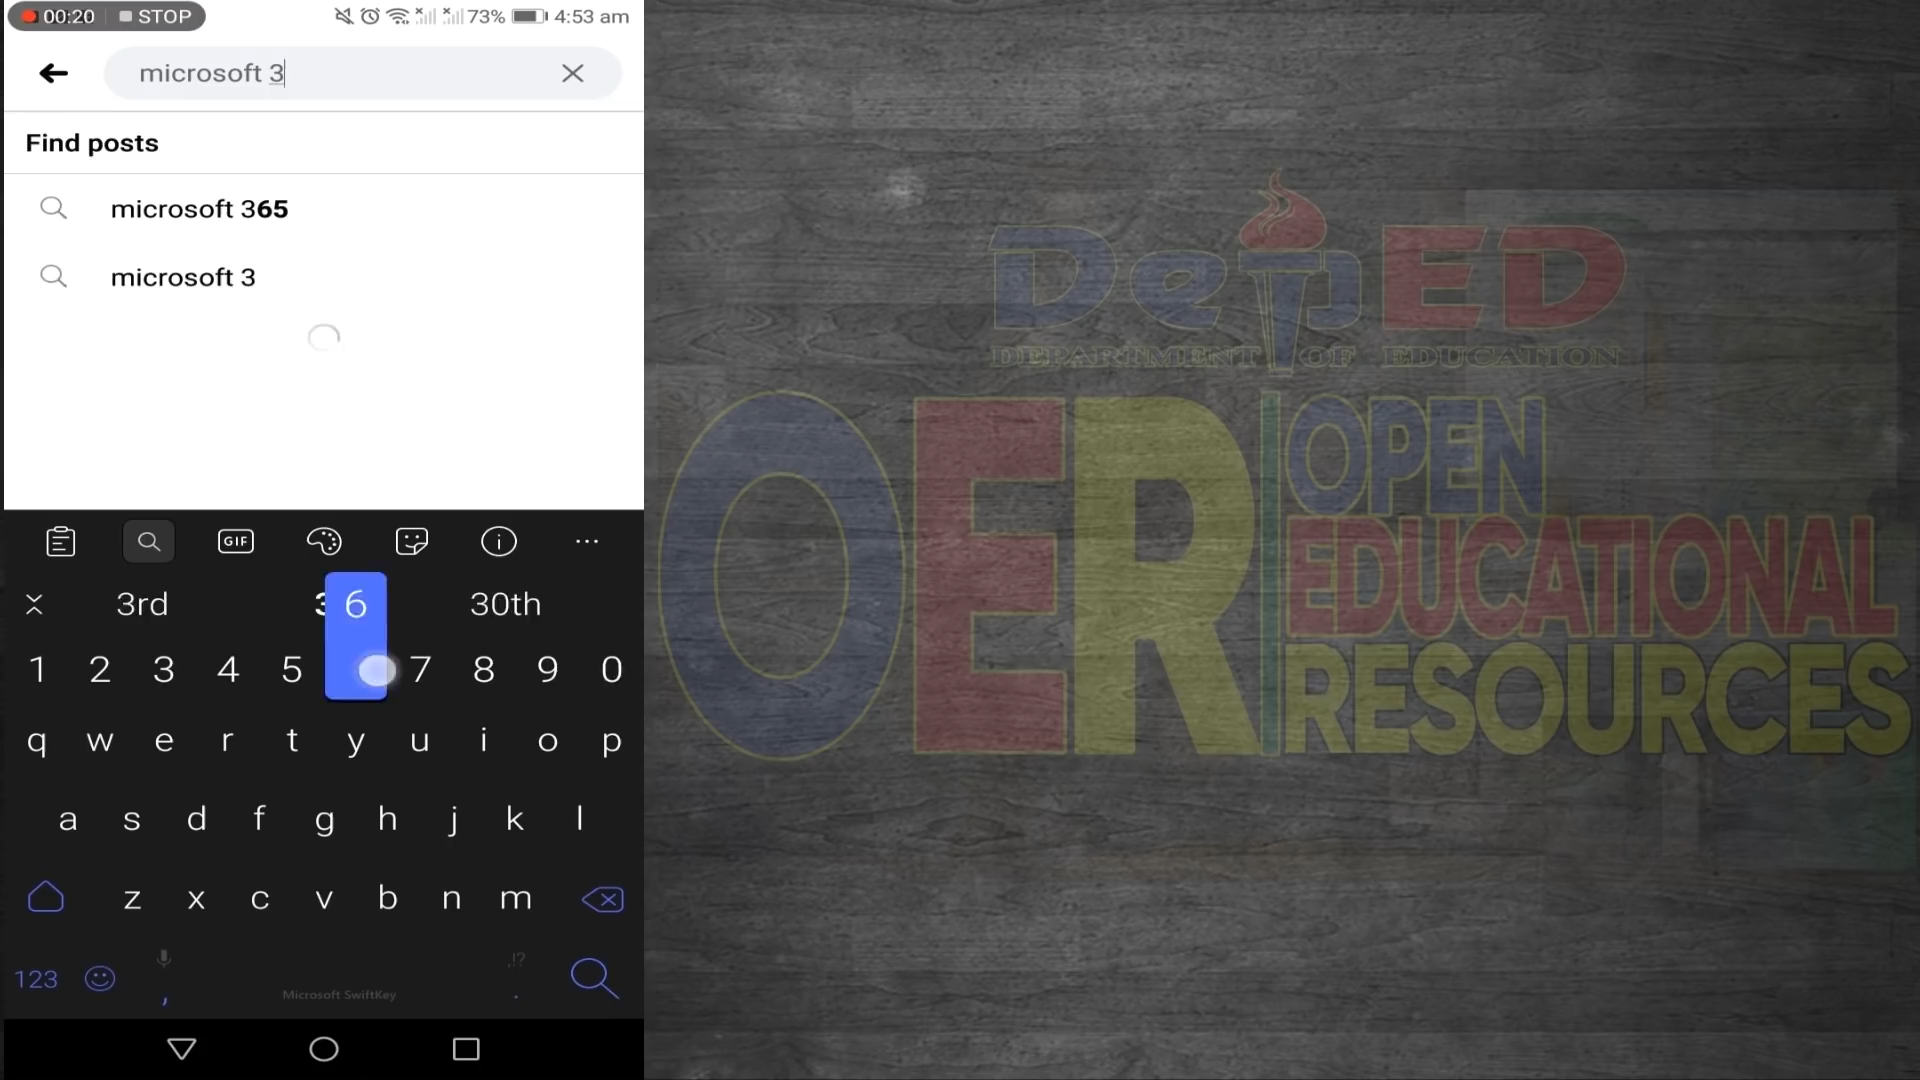 00:20 STOP 73% 4:53 am
microsoft 3
Find posts
microsoft 365
microsoft 3
GIF
3rd 3 6 30th
1 2 3 4 5 7 8 9 0
q w e r t y u i o p
a s d f g h j k l
z x c v b n m
123 , ,!? .
Microsoft SwiftKey
DepED
DEPARTMENT OF EDUCATION
OER
OPEN
EDUCATIONAL
RESOURCES